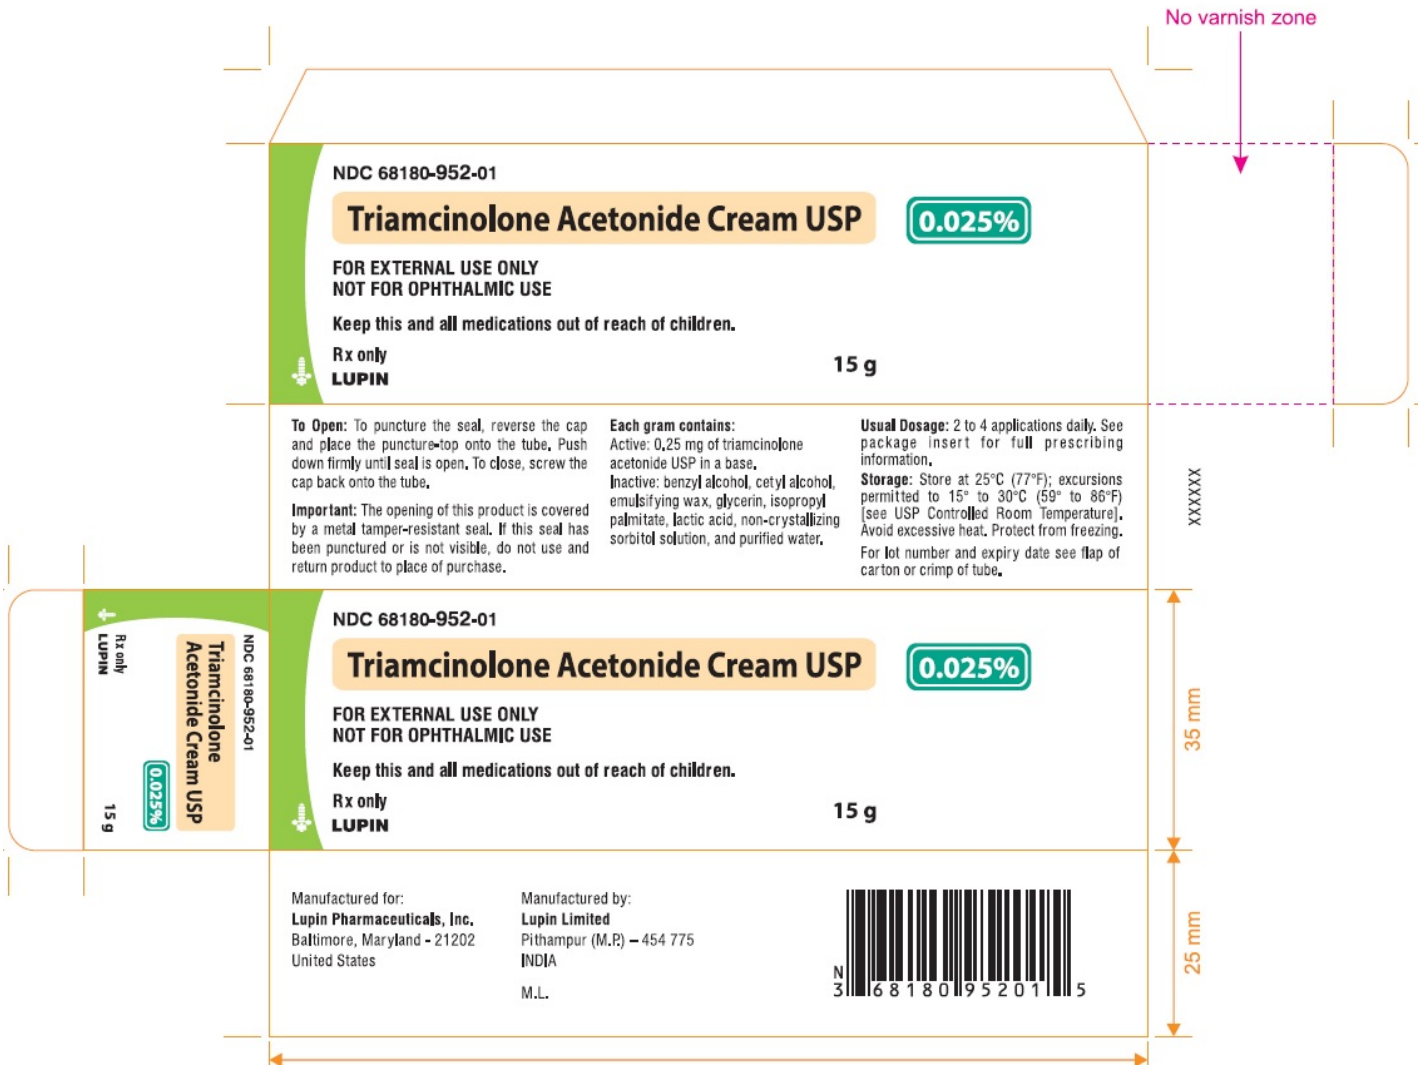 No varnish zone
NDC 68180-952-01
Triamcinolone Acetonide Cream USP
0.025%
FOR EXTERNAL USE ONLY
NOT FOR OPHTHALMIC USE
Keep this and all medications out of reach of children.
Rx only
LUPIN
15 g
To Open: To puncture the seal, reverse the cap
and place the puncture-top onto the tube. Push
down firmly until seal is open. To close, screw the
cap back onto the tube.
Important: The opening of this product is covered
by a metal tamper-resistant seal. If this seal has
been punctured or is not visible, do not use and
return product to place of purchase.
Each gram contains:
Active: 0.25 mg of triamcinolone
acetonide USP in a base.
Inactive: benzyl alcohol, cetyl alcohol,
emulsifying wax, glycerin, isopropyl
palmitate, lactic acid, non-crystallizing
sorbitol solution, and purified water.
Usual Dosage: 2 to 4 applications daily. See
package insert for full prescribing
information.
Storage: Store at 25°C (77°F); excursions
permitted to 15° to 30°C (59° to 86°F)
[see USP Controlled Room Temperature].
Avoid excessive heat. Protect from freezing.
For lot number and expiry date see flap of
carton or crimp of tube.
XXXXXX
NDC 68180-952-01
Triamcinolone
Acetonide Cream USP
0.025%
Rx only
LUPIN
15 g
NDC 68180-952-01
Triamcinolone Acetonide Cream USP
0.025%
FOR EXTERNAL USE ONLY
NOT FOR OPHTHALMIC USE
Keep this and all medications out of reach of children.
Rx only
LUPIN
15 g
35 mm
Manufactured for:
Lupin Pharmaceuticals, Inc.
Baltimore, Maryland - 21202
United States
Manufactured by:
Lupin Limited
Pithampur (M.P.) – 454 775
INDIA
M.L.
N
3 68180 95201 5
25 mm